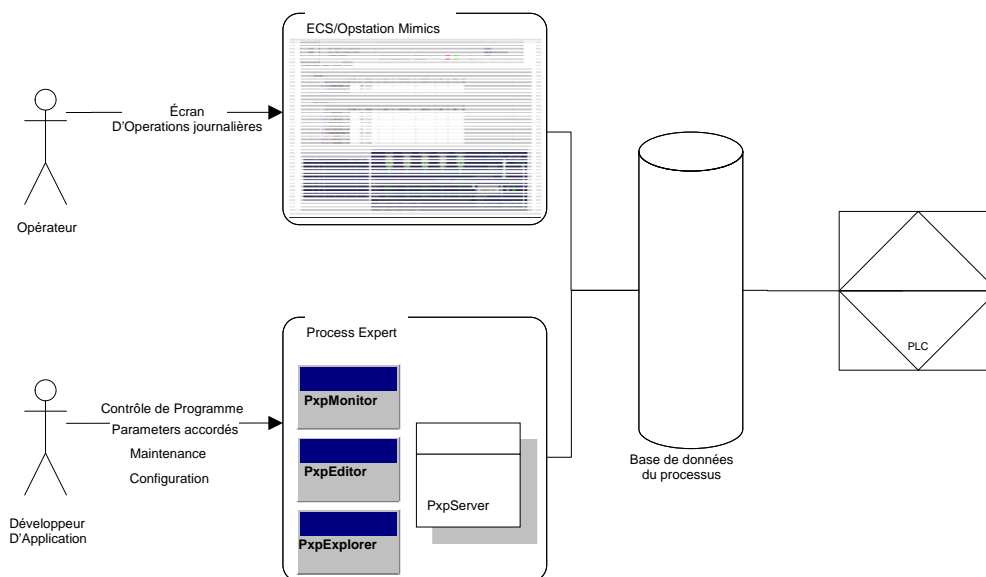 ECS/Opstation Mimics
Écran
D'Operations journalières
Opérateur
Process Expert
PxpMonitor
PxpEditor
PxpExplorer
PxpServer
Contrôle de Programme
Parameters accordés
Maintenance
Configuration
Développeur
D'Application
Base de données
du processus
PLC